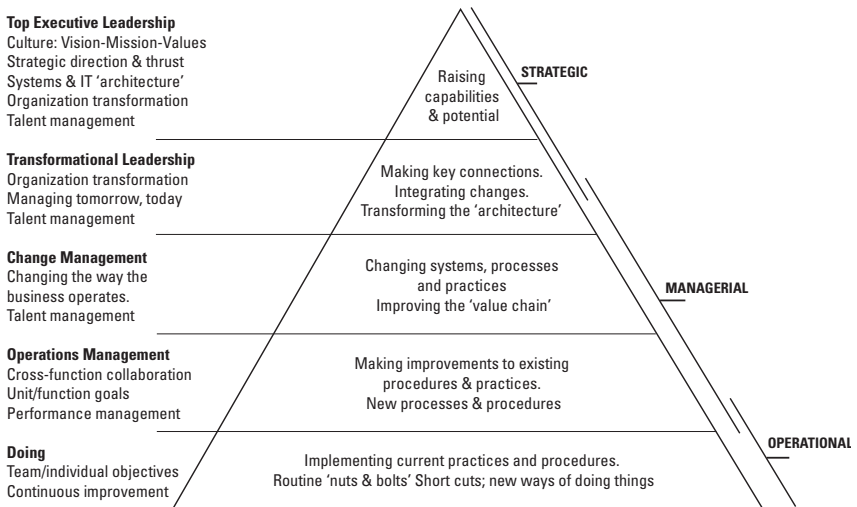 Top Executive Leadership
Culture: Vision-Mission-Values
Strategic direction & thrust
Systems & IT ‘architecture’
Organization transformation
Talent management
Raising
capabilities
& potential
STRATEGIC
Transformational Leadership
Organization transformation
Managing tomorrow, today
Talent management
Making key connections.
Integrating changes.
Transforming the ‘architecture’
Change Management
Changing the way the
business operates.
Talent management
Changing systems, processes
and practices
Improving the ‘value chain’
MANAGERIAL
Operations Management
Cross-function collaboration
Unit/function goals
Performance management
Making improvements to existing
procedures & practices.
New processes & procedures
OPERATIONAL
Doing
Team/individual objectives
Continuous improvement
Implementing current practices and procedures.
Routine ‘nuts & bolts’ Short cuts; new ways of doing things